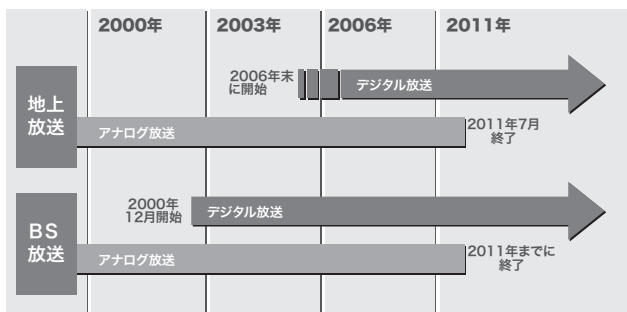 2000年 2003年 2006年 2011年
地上
放送
2006年末
に開始
デジタル放送
アナログ放送
2011年7月
終了
BS
放送
2000年
12月開始
デジタル放送
アナログ放送
2011年までに
終了